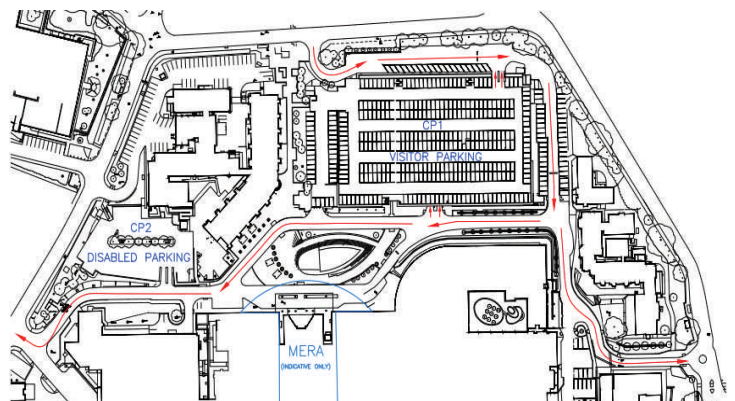 CP1
VISITOR PARKING
CP2
DISABLED PARKING
MERA
(INDICATIVE ONLY)